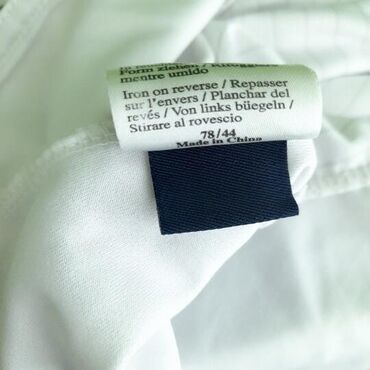 Form ziehen / Rileggiare
mentre umido
Iron on reverse / Repasser
sur l'envers / Planchar del
revés / Von links bügeln /
Stirare al rovescio
78/44
Made in China